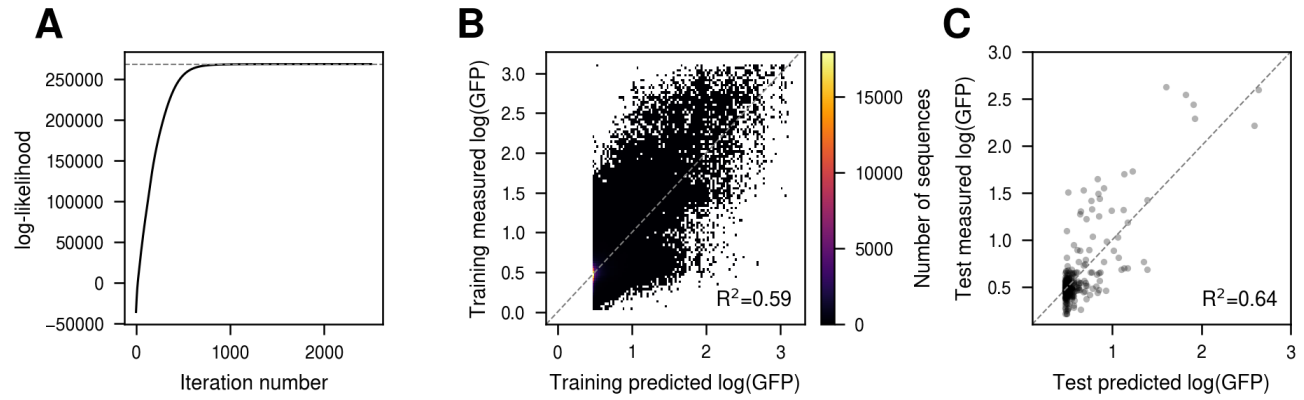 A
log-likelihood
250000
200000
150000
100000
50000
0
−50000
0
1000
2000
Iteration number
B
Training measured log(GFP)
3.0
2.5
2.0
1.5
1.0
0.5
0.0
R²=0.59
0
1
2
3
Training predicted log(GFP)
15000
10000
5000
0
Number of sequences
C
Test measured log(GFP)
3.0
2.5
2.0
1.5
1.0
0.5
R²=0.64
1
2
3
Test predicted log(GFP)